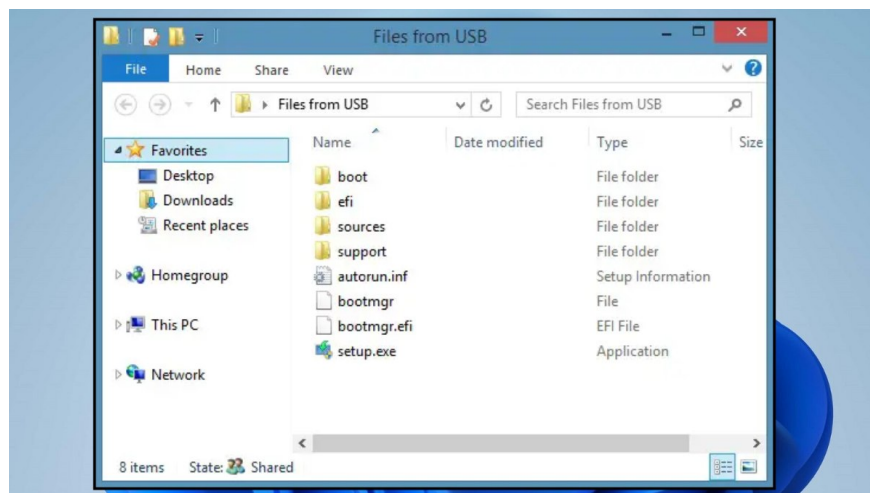 Files from USB
File Home Share View
Files from USB Search Files from USB
Favorites
Desktop
Downloads
Recent places
Homegroup
This PC
Network
Name Date modified Type Size
boot File folder
efi File folder
sources File folder
support File folder
autorun.inf Setup Information
bootmgr File
bootmgr.efi EFI File
setup.exe Application
8 items State: Shared